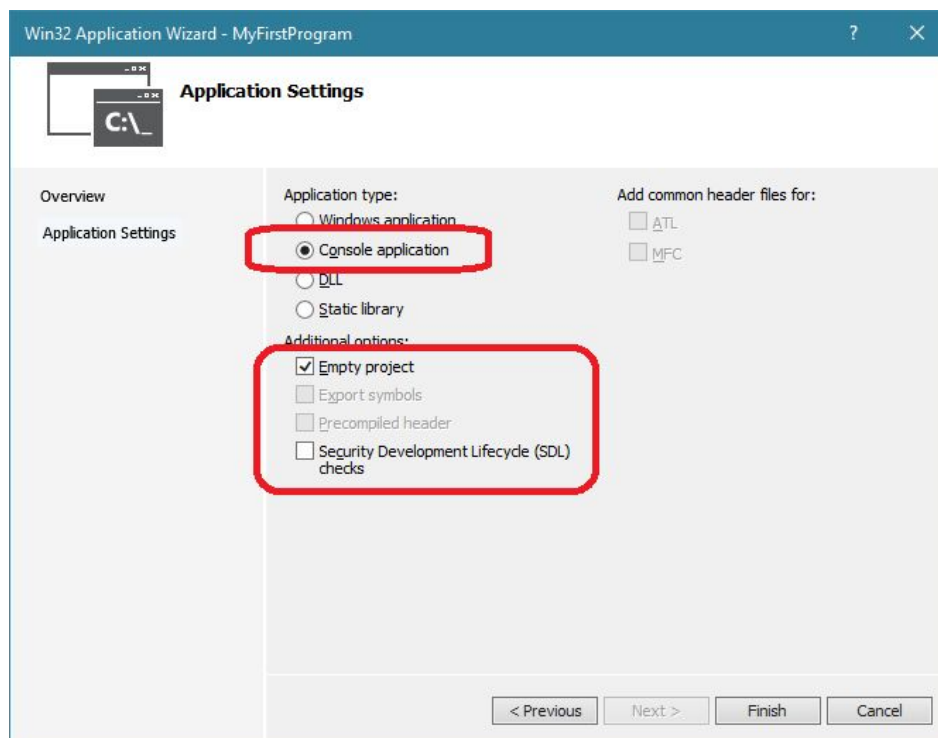 Win32 Application Wizard - MyFirstProgram
?
C:\_
Application Settings
Overview
Application Settings
Application type:
Windows application
Console application
DLL
Static library
Additional options:
Empty project
Export symbols
Precompiled header
Security Development Lifecycle (SDL)
checks
Add common header files for:
ATL
MFC
< Previous
Next >
Finish
Cancel